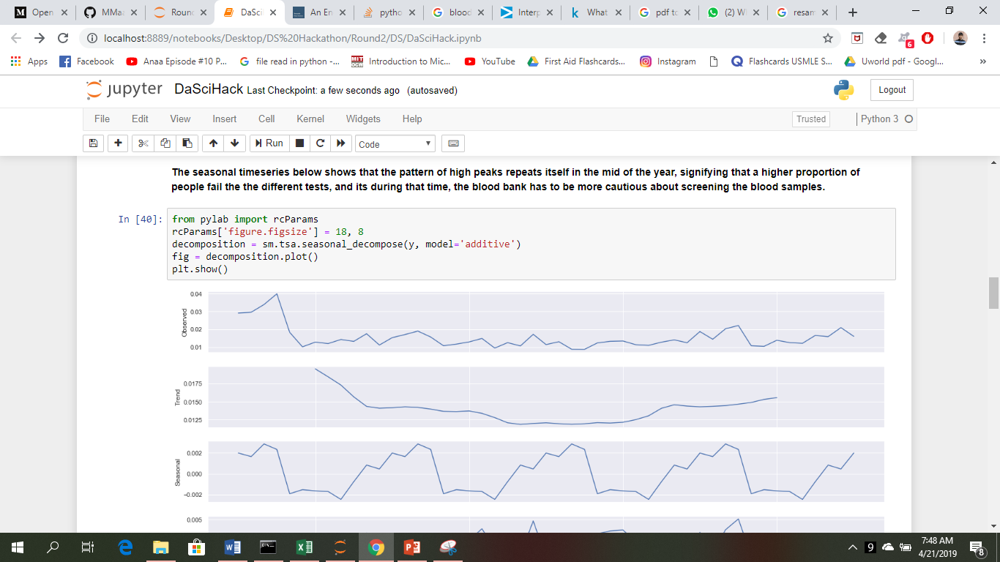 Open
MMaz
Round
DaSci
An En
pytho
blood
Interp
What
pdf to
(2) W
resam
localhost:8889/notebooks/Desktop/DS%20Hackathon/Round2/DS/DaSciHack.ipynb
6
Apps
Facebook
Anaa Episode #10 P...
file read in python -...
MIT OCW
Introduction to Mic...
YouTube
First Aid Flashcards...
Instagram
Flashcards USMLE S...
Uworld pdf - Googl...
»
jupyter DaSciHack Last Checkpoint: a few seconds ago (autosaved)
Logout
File Edit View Insert Cell Kernel Widgets Help
Trusted
Python 3
Run
Code
The seasonal timeseries below shows that the pattern of high peaks repeats itself in the mid of the year, signifying that a higher proportion of
people fail the the different tests, and its during that time, the blood bank has to be more cautious about screening the blood samples.
In [40]:
from pylab import rcParams
rcParams['figure.figsize'] = 18, 8
decomposition = sm.tsa.seasonal_decompose(y, model='additive')
fig = decomposition.plot()
plt.show()
0.04
0.03
0.02
0.01
Observed
0.0175
0.0150
0.0125
Trend
0.002
0.000
−0.002
Seasonal
0.005
9
7:48 AM
4/21/2019
8